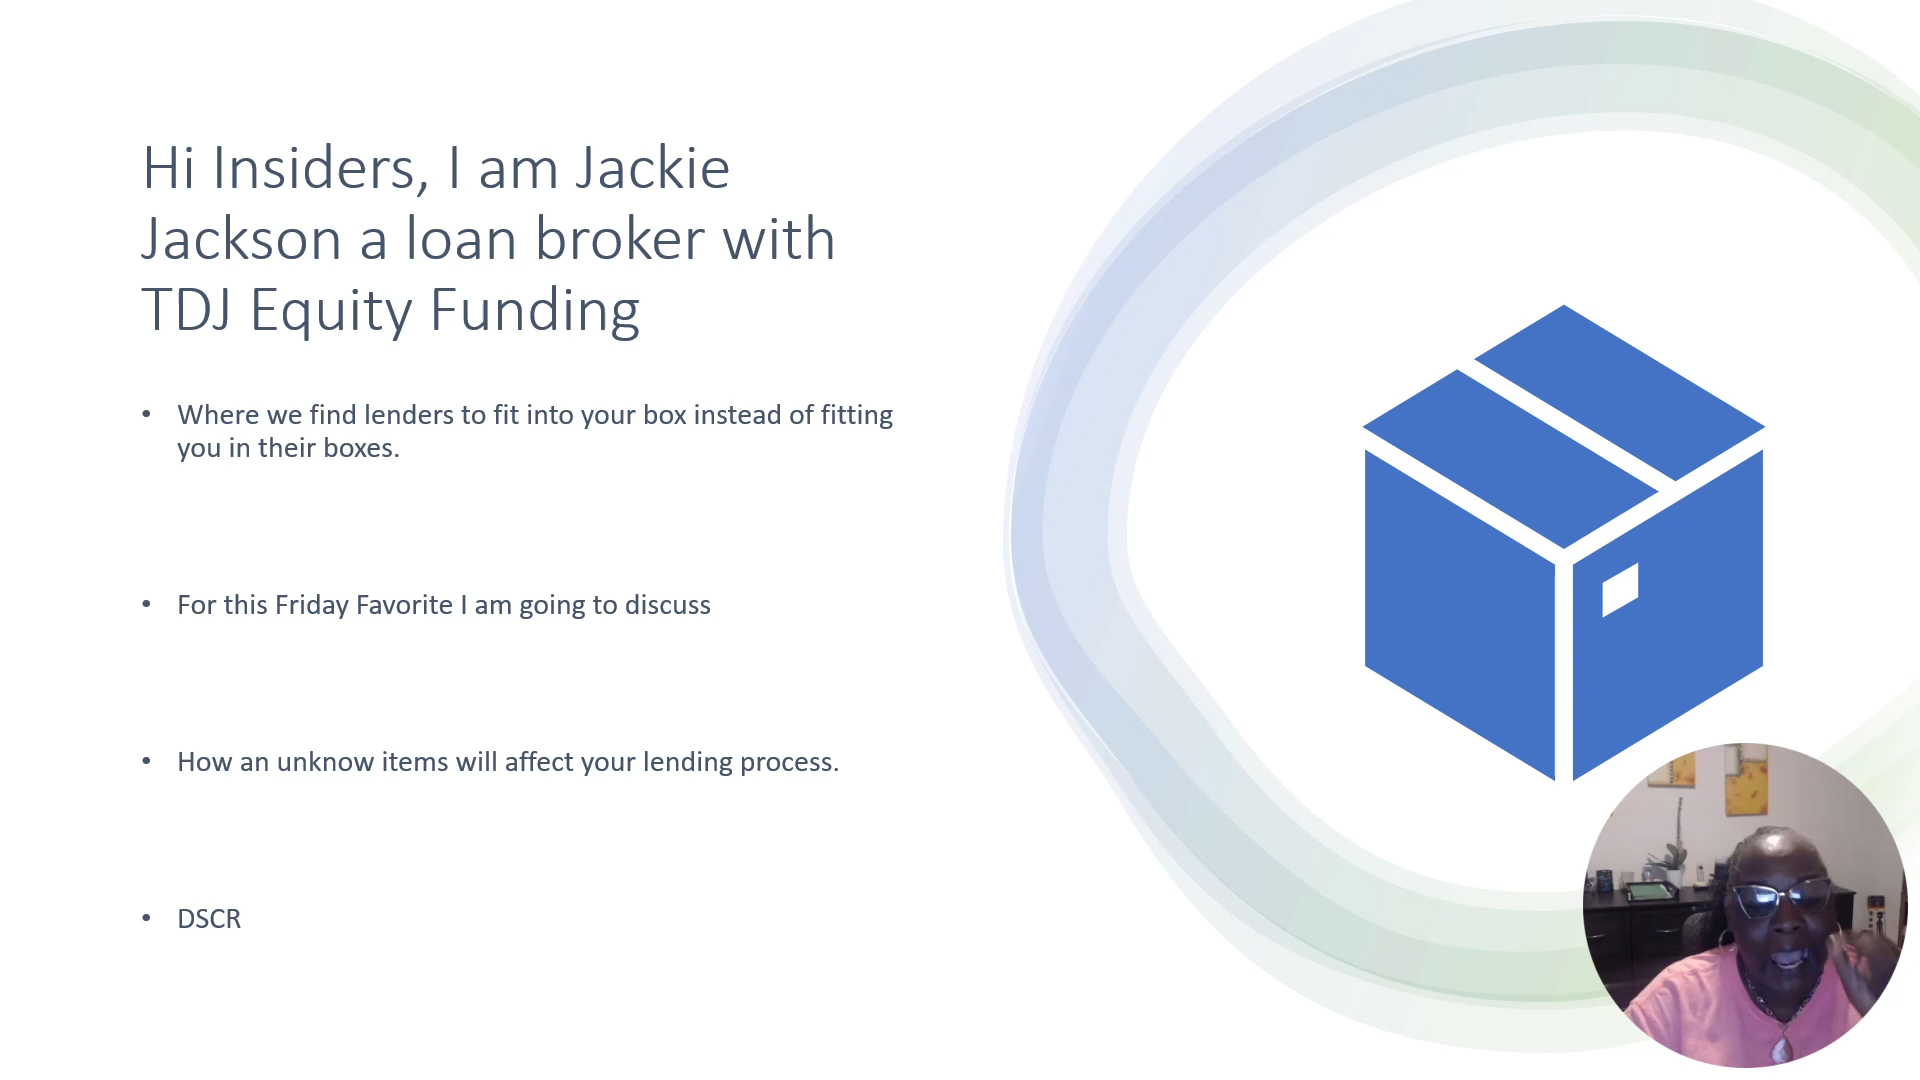 Hi Insiders, I am Jackie
Jackson a loan broker with
TDJ Equity Funding
• Where we find lenders to fit into your box instead of fitting
you in their boxes.
• For this Friday Favorite I am going to discuss
• How an unknow items will affect your lending process.
• DSCR